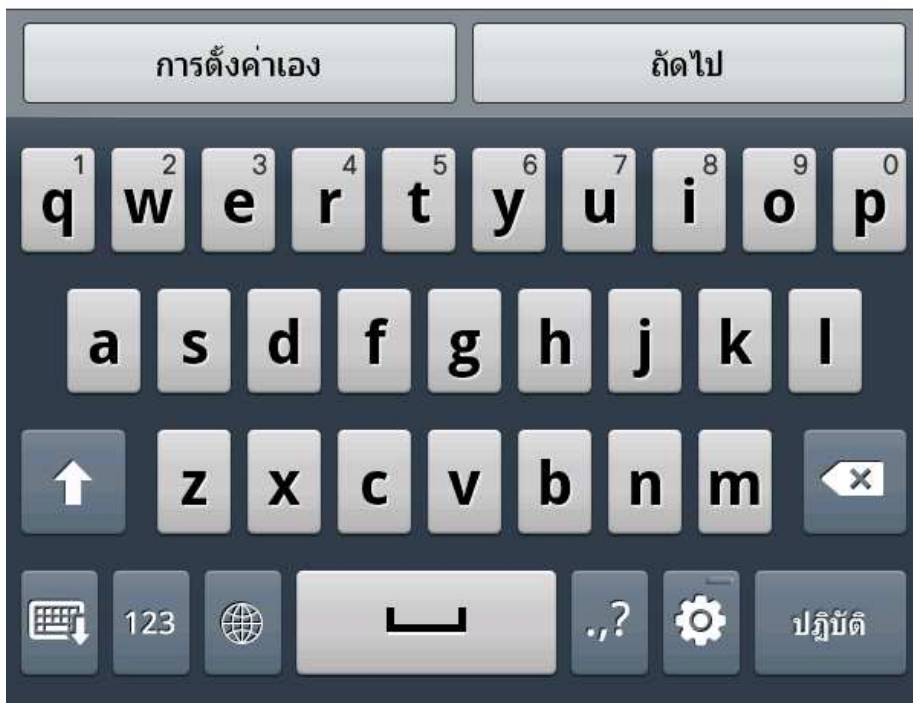 การตั้งค่าเอง ถัดไป
1 2 3 4 5 6 7 8 9 0
q w e r t y u i o p
a s d f g h j k l
z x c v b n m
123 .,? ปฏิบัติ